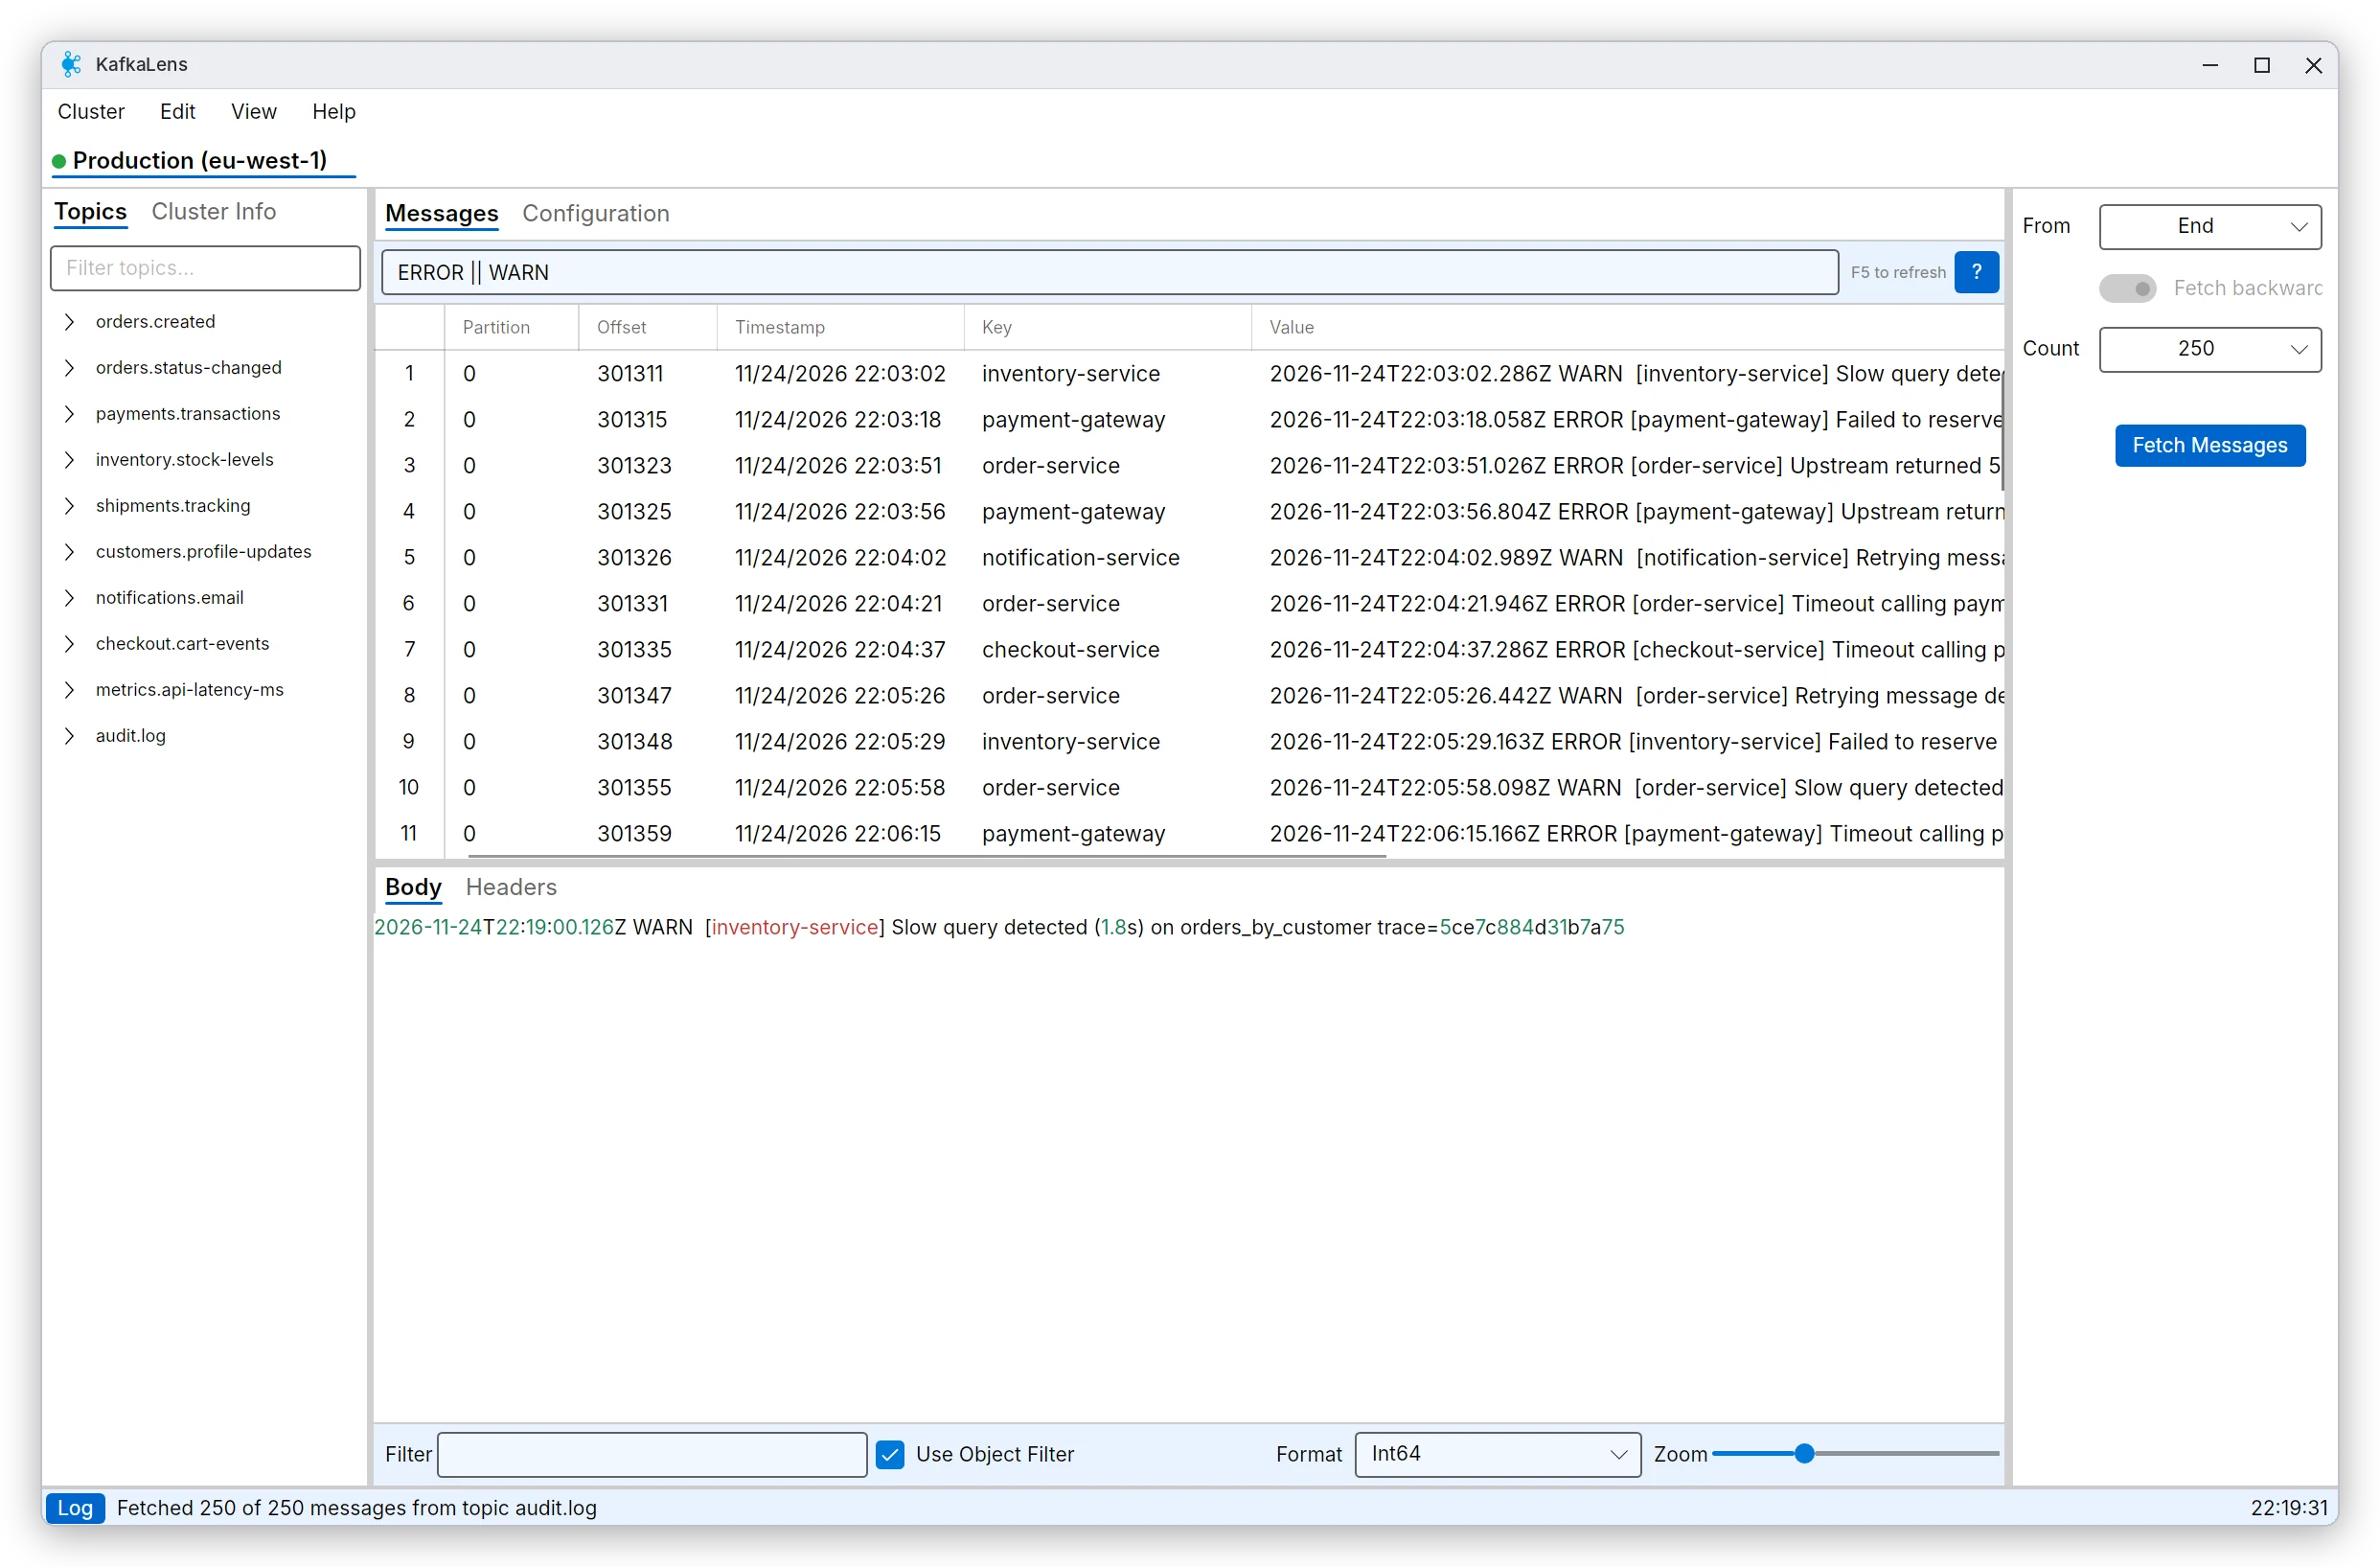 KafkaLens
Cluster Edit View Help
Production (eu-west-1)
Topics Cluster Info
Filter topics...
orders.created
orders.status-changed
payments.transactions
inventory.stock-levels
shipments.tracking
customers.profile-updates
notifications.email
checkout.cart-events
metrics.api-latency-ms
audit.log
Messages Configuration
ERROR || WARN F5 to refresh ?
Partition Offset Timestamp Key Value
1 0 301311 11/24/2026 22:03:02 inventory-service 2026-11-24T22:03:02.286Z WARN [inventory-service] Slow query dete
2 0 301315 11/24/2026 22:03:18 payment-gateway 2026-11-24T22:03:18.058Z ERROR [payment-gateway] Failed to reserve
3 0 301323 11/24/2026 22:03:51 order-service 2026-11-24T22:03:51.026Z ERROR [order-service] Upstream returned 5
4 0 301325 11/24/2026 22:03:56 payment-gateway 2026-11-24T22:03:56.804Z ERROR [payment-gateway] Upstream return
5 0 301326 11/24/2026 22:04:02 notification-service 2026-11-24T22:04:02.989Z WARN [notification-service] Retrying messa
6 0 301331 11/24/2026 22:04:21 order-service 2026-11-24T22:04:21.946Z ERROR [order-service] Timeout calling paym
7 0 301335 11/24/2026 22:04:37 checkout-service 2026-11-24T22:04:37.286Z ERROR [checkout-service] Timeout calling p
8 0 301347 11/24/2026 22:05:26 order-service 2026-11-24T22:05:26.442Z WARN [order-service] Retrying message de
9 0 301348 11/24/2026 22:05:29 inventory-service 2026-11-24T22:05:29.163Z ERROR [inventory-service] Failed to reserve
10 0 301355 11/24/2026 22:05:58 order-service 2026-11-24T22:05:58.098Z WARN [order-service] Slow query detected
11 0 301359 11/24/2026 22:06:15 payment-gateway 2026-11-24T22:06:15.166Z ERROR [payment-gateway] Timeout calling p
Body Headers
2026-11-24T22:19:00.126Z WARN [inventory-service] Slow query detected (1.8s) on orders_by_customer trace=5ce7c884d31b7a75
Filter Use Object Filter Format Int64 Zoom
From End
Fetch backward
Count 250
Fetch Messages
Log Fetched 250 of 250 messages from topic audit.log 22:19:31